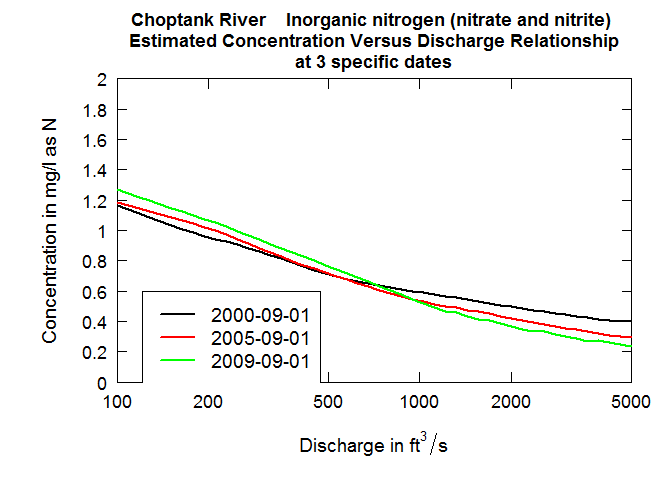 Choptank River    Inorganic nitrogen (nitrate and nitrite)
Estimated Concentration Versus Discharge Relationship
at 3 specific dates
Concentration in mg/l as N
2
1.8
1.6
1.4
1.2
1
0.8
0.6
0.4
0.2
0
2000-09-01
2005-09-01
2009-09-01
100 200 500 1000 2000 5000
Discharge in ft³/s